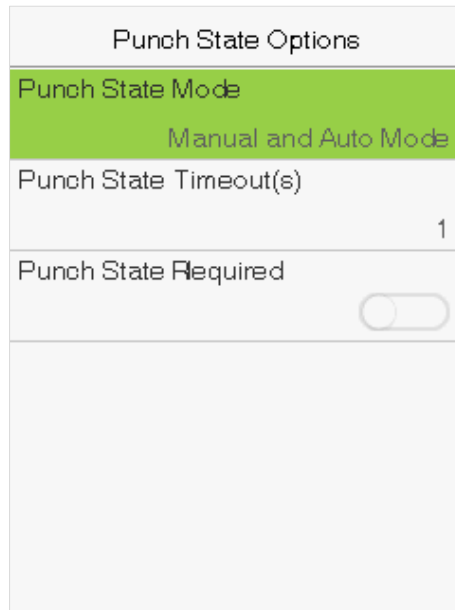 Punch State Options
Punch State Mode
Manual and Auto Mode
Punch State Timeout(s)
1
Punch State Required